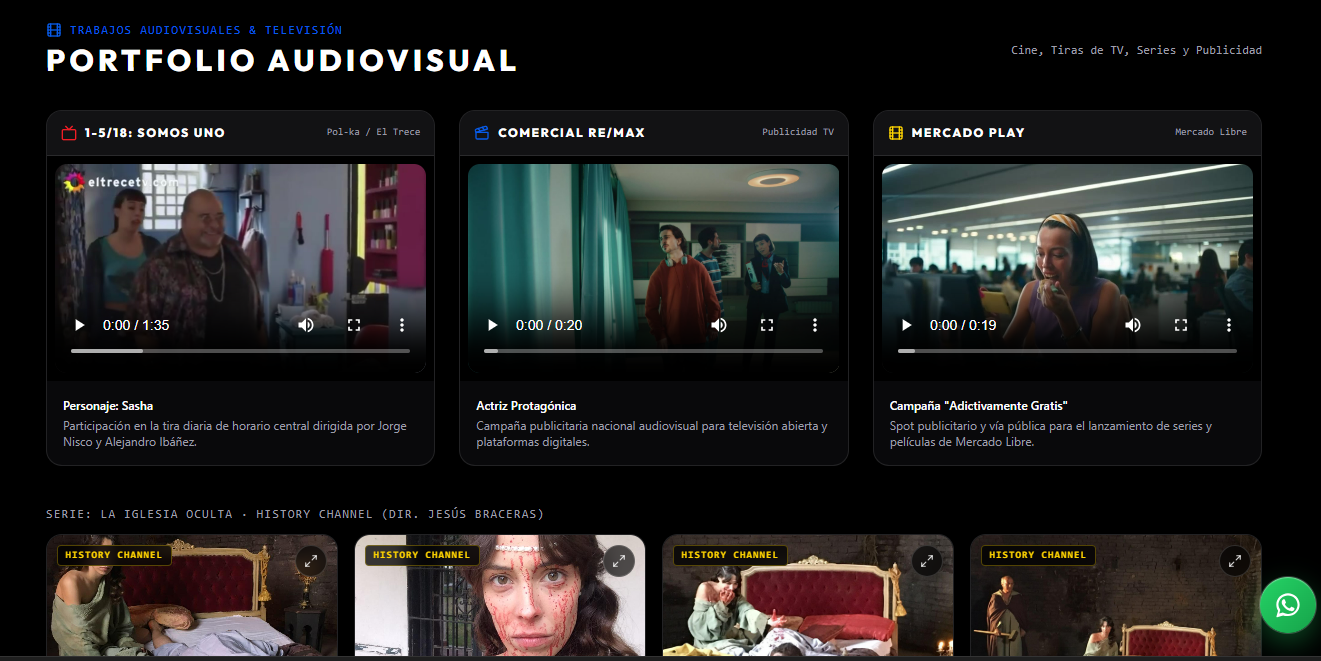 TRABAJOS AUDIOVISUALES & TELEVISIÓN
PORTFOLIO AUDIOVISUAL
Cine, Tiras de TV, Series y Publicidad
1-5/18: SOMOS UNO
Pol-ka / El Trece
eltrecetv.com
0:00 / 1:35
Personaje: Sasha
Participación en la tira diaria de horario central dirigida por Jorge
Nisco y Alejandro Ibáñez.
COMERCIAL RE/MAX
Publicidad TV
0:00 / 0:20
Actriz Protagónica
Campaña publicitaria nacional audiovisual para televisión abierta y
plataformas digitales.
MERCADO PLAY
Mercado Libre
0:00 / 0:19
Campaña "Adictivamente Gratis"
Spot publicitario y vía pública para el lanzamiento de series y
películas de Mercado Libre.
SERIE: LA IGLESIA OCULTA · HISTORY CHANNEL (DIR. JESÚS BRACERAS)
HISTORY CHANNEL
HISTORY CHANNEL
HISTORY CHANNEL
HISTORY CHANNEL